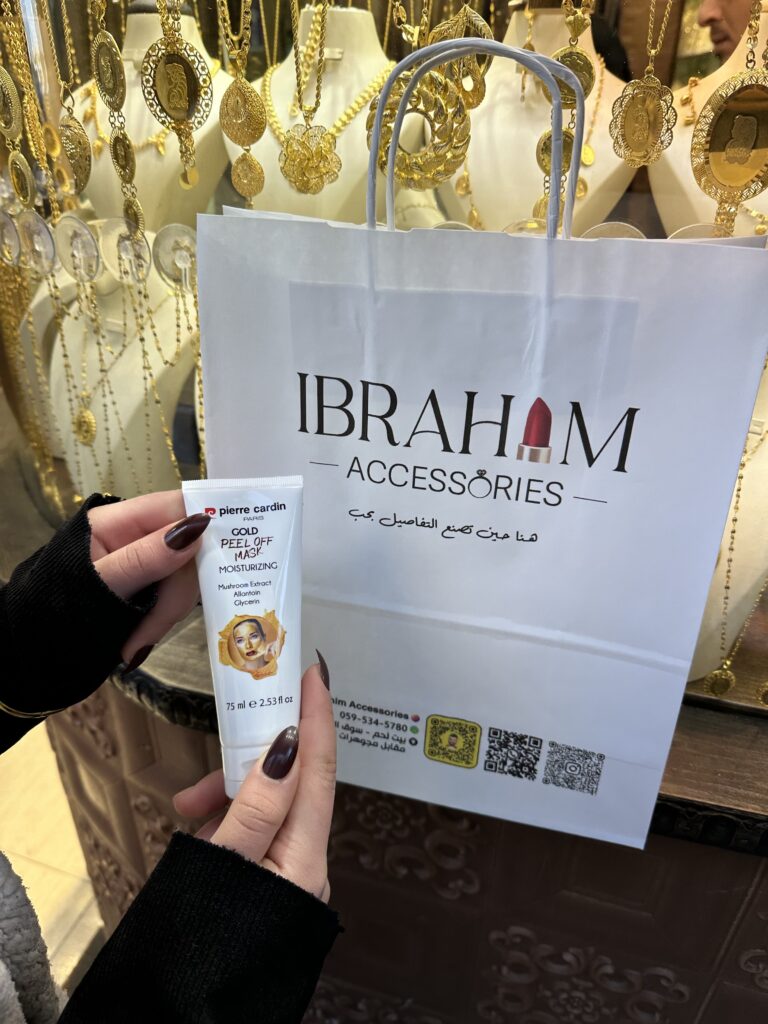 IBRAHIM
ACCESSORIES
هنا حين تصنع التفاصيل بحب
pierre cardin
PARIS
GOLD
PEEL OFF
MASK
MOISTURIZING
Mushroom Extract
Allantoin
Glycerin
75 ml e 2.53 fl oz
Accessories
059-534-5780
بيت لحم - سوق
مقابل مجوهرات